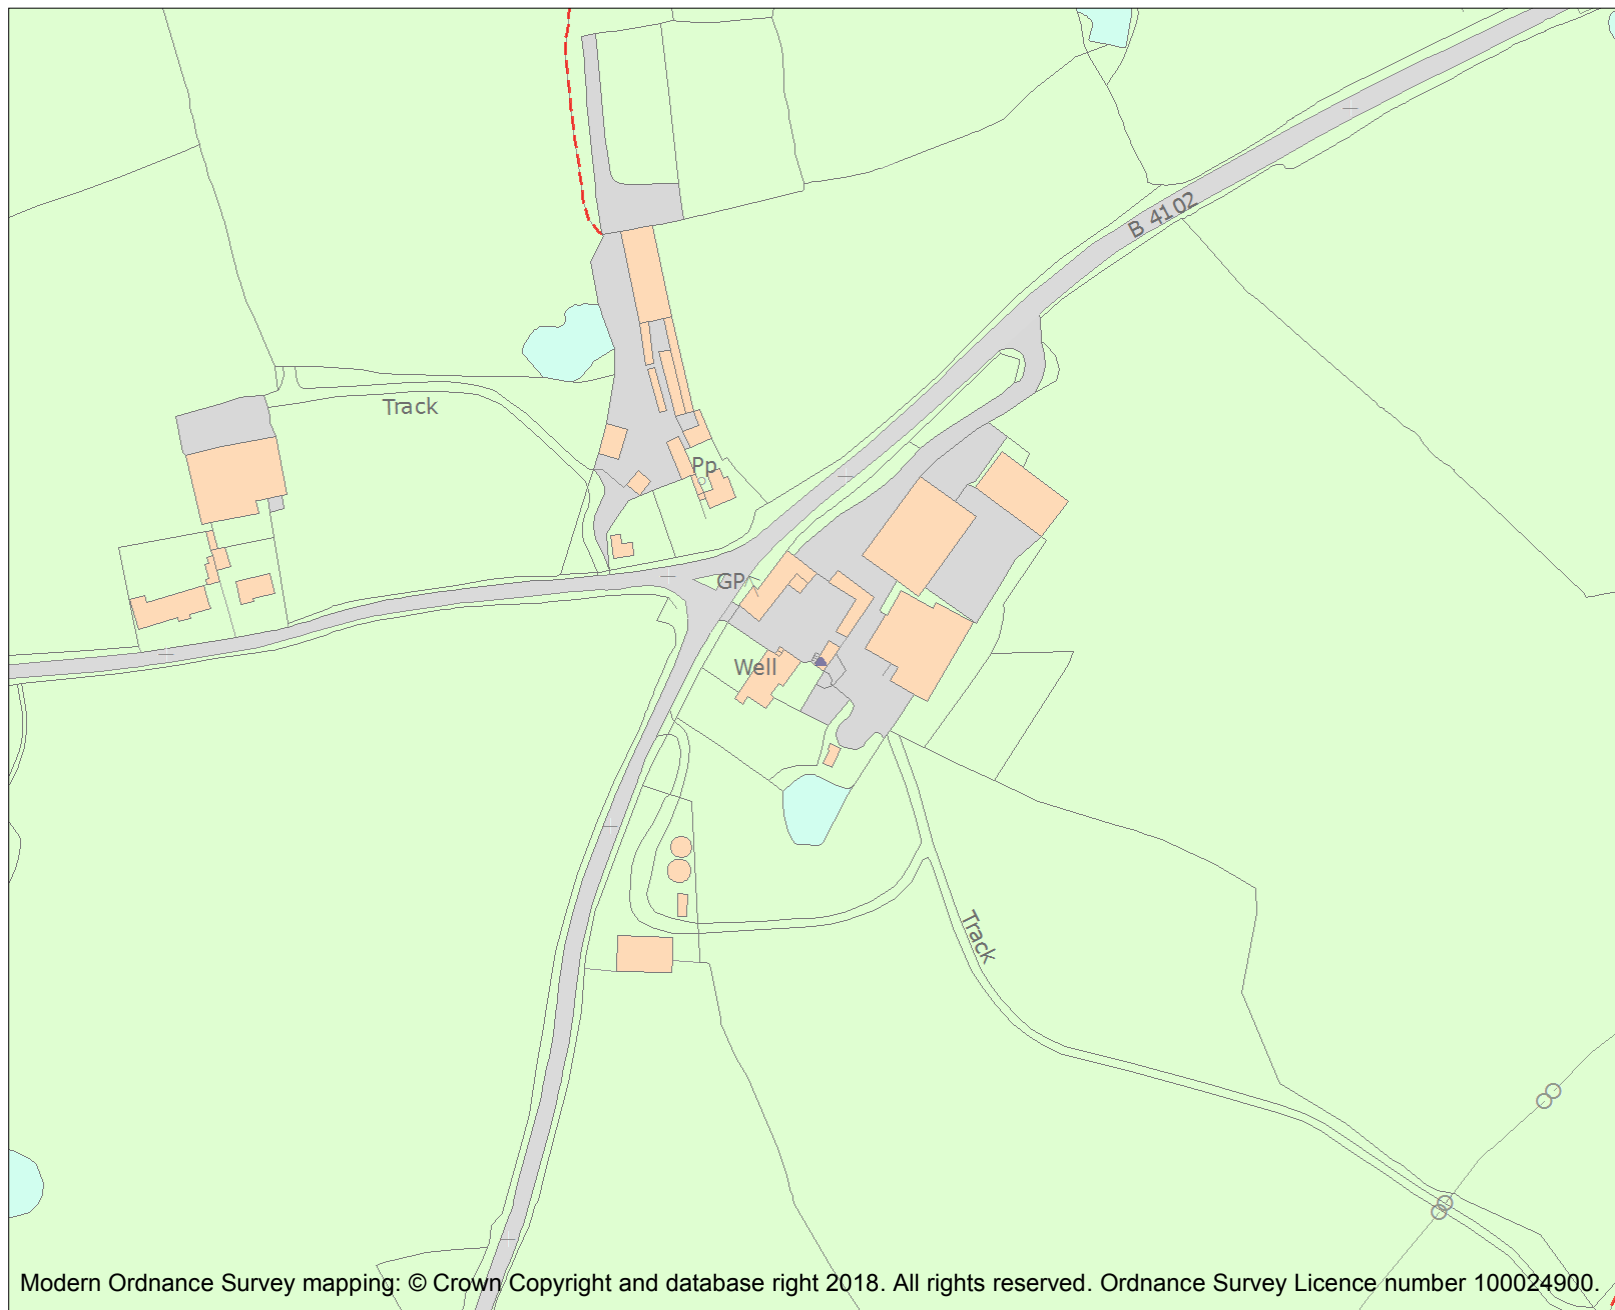 B 4102
Track
Pp
GP
Well
Track
Modern Ordnance Survey mapping: © Crown Copyright and database right 2018. All rights reserved. Ordnance Survey Licence number 100024900.